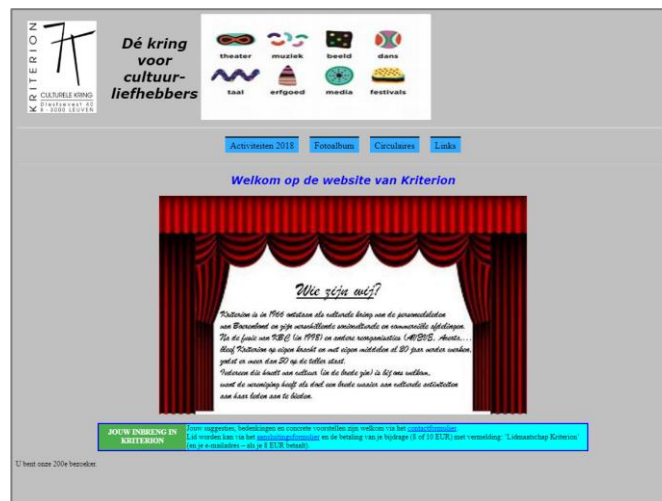 KRITERION
CULTURELE KRING
Diestsevest 40
B - 3000 LEUVEN
Dé kring
voor
cultuur-
liefhebbers
theater muziek beeld dans
taal erfgoed media festivals
Activiteiten 2018 Fotoalbum Circulaires Links
Welkom op de website van Kriterion
Wie zijn wij?
Kriterion is in 1966 ontstaan als culturele kring van de personeelsleden
van Boerenbond en zijn verschillende socioculturele en commerciële afdelingen.
Na de fusie van KBC (in 1998) en andere reorganisaties (AVEVE, Acerta,...
bleef Kriterion op eigen kracht en met eigen middelen al 20 jaar verder werken,
zodat er meer dan 50 op de teller staat.
Iedereen die houdt van cultuur (in de brede zin) is bij ons welkom,
want de vereniging heeft als doel een brede waaier aan culturele activiteiten
aan haar leden aan te bieden.
JOUW INBRENG IN
KRITERION
Jouw suggesties, bedenkingen en concrete voorstellen zijn welkom via het contactformulier.
Lid worden kan via het aansluitingsformulier en de betaling van je bijdrage (8 of 10 EUR) met vermelding: 'Lidmaatschap Kriterion'
(en je e-mailadres – als je 8 EUR betaalt).
U bent onze 200e bezoeker.